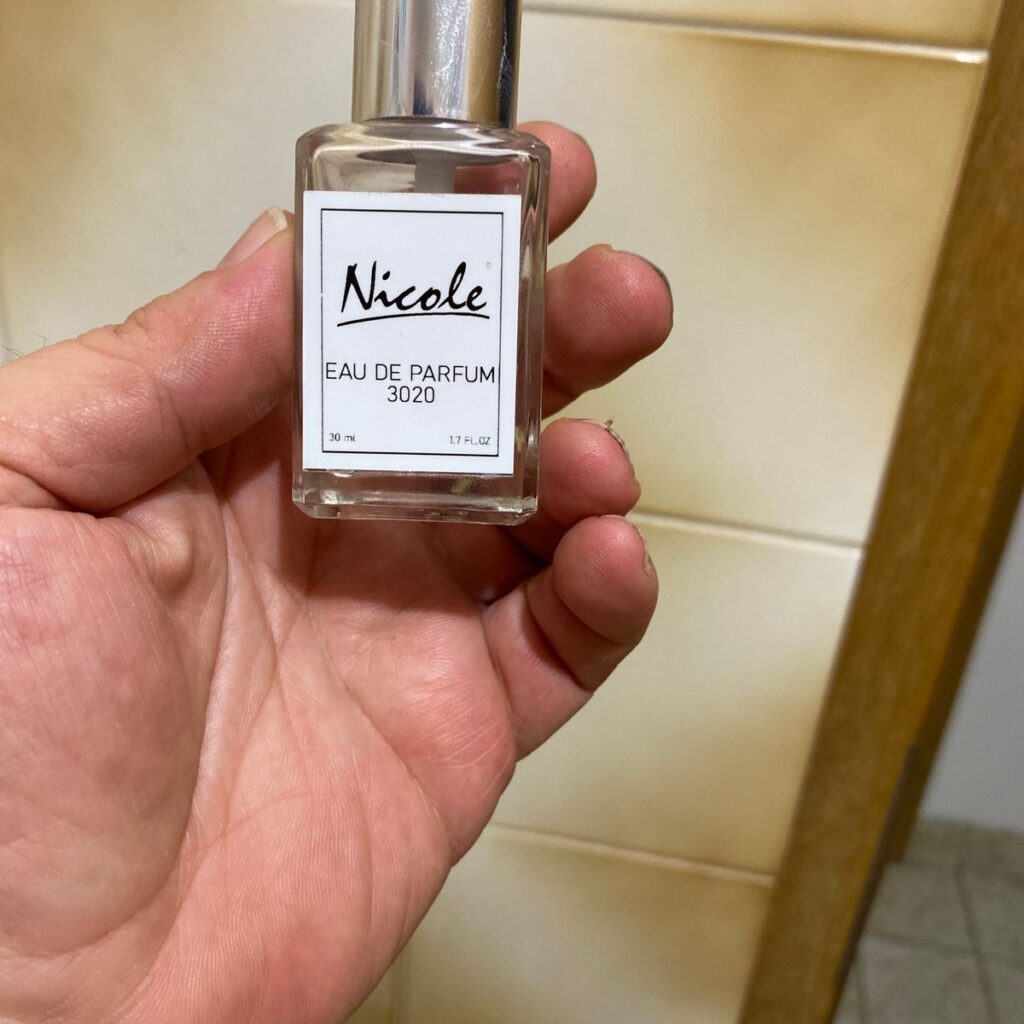 Nicole
EAU DE PARFUM
3020
30 ml 1.7 FL.OZ